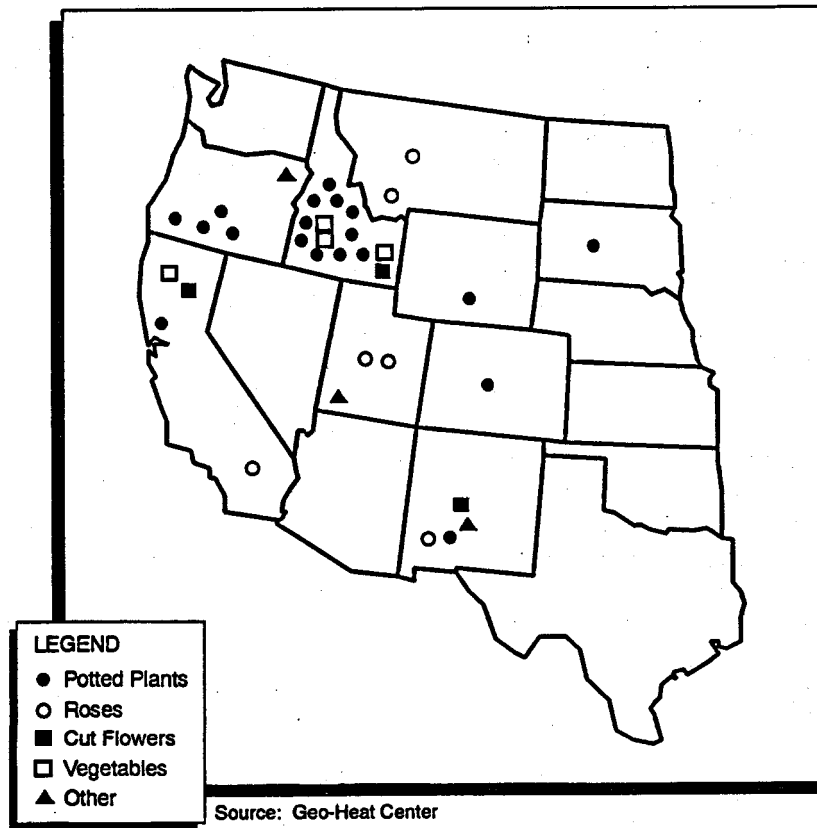 LEGEND
Potted Plants
Roses
Cut Flowers
Vegetables
Other
Source: Geo-Heat Center